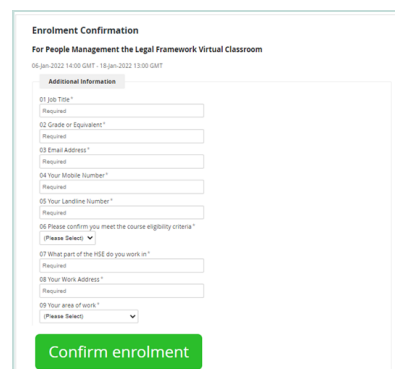 Enrolment Confirmation
For People Management the Legal Framework Virtual Classroom
06-Jan-2022 14:00 GMT - 18-Jan-2022 13:00 GMT
Additional Information
01 Job Title *
Required
02 Grade or Equivalent *
Required
03 Email Address *
Required
04 Your Mobile Number *
Required
05 Your Landline Number *
Required
06 Please confirm you meet the course eligibility criteria *
(Please Select)
07 What part of the HSE do you work in *
Required
08 Your Work Address *
Required
09 Your area of work *
(Please Select)
Confirm enrolment